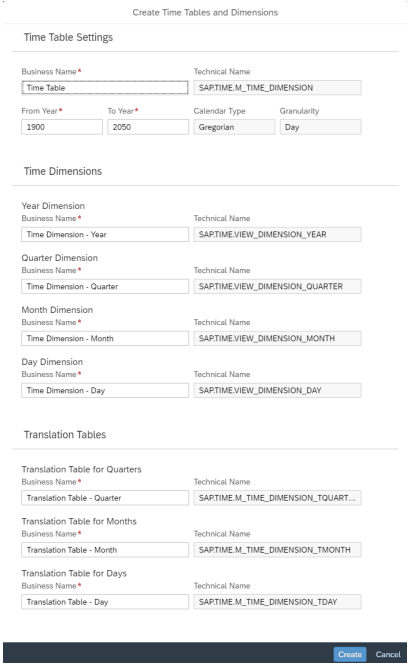 Create Time Tables and Dimensions
Time Table Settings
Business Name* Technical Name
Time Table SAP.TIME.M_TIME_DIMENSION
From Year* To Year* Calendar Type Granularity
1900 2050 Gregorian Day
Time Dimensions
Year Dimension
Business Name* Technical Name
Time Dimension - Year SAP.TIME.VIEW_DIMENSION_YEAR
Quarter Dimension
Business Name* Technical Name
Time Dimension - Quarter SAP.TIME.VIEW_DIMENSION_QUARTER
Month Dimension
Business Name* Technical Name
Time Dimension - Month SAP.TIME.VIEW_DIMENSION_MONTH
Day Dimension
Business Name* Technical Name
Time Dimension - Day SAP.TIME.VIEW_DIMENSION_DAY
Translation Tables
Translation Table for Quarters
Business Name* Technical Name
Translation Table - Quarter SAP.TIME.M_TIME_DIMENSION_TQUART...
Translation Table for Months
Business Name* Technical Name
Translation Table - Month SAP.TIME.M_TIME_DIMENSION_TMONTH
Translation Table for Days
Business Name* Technical Name
Translation Table - Day SAP.TIME.M_TIME_DIMENSION_TDAY
Create Cancel